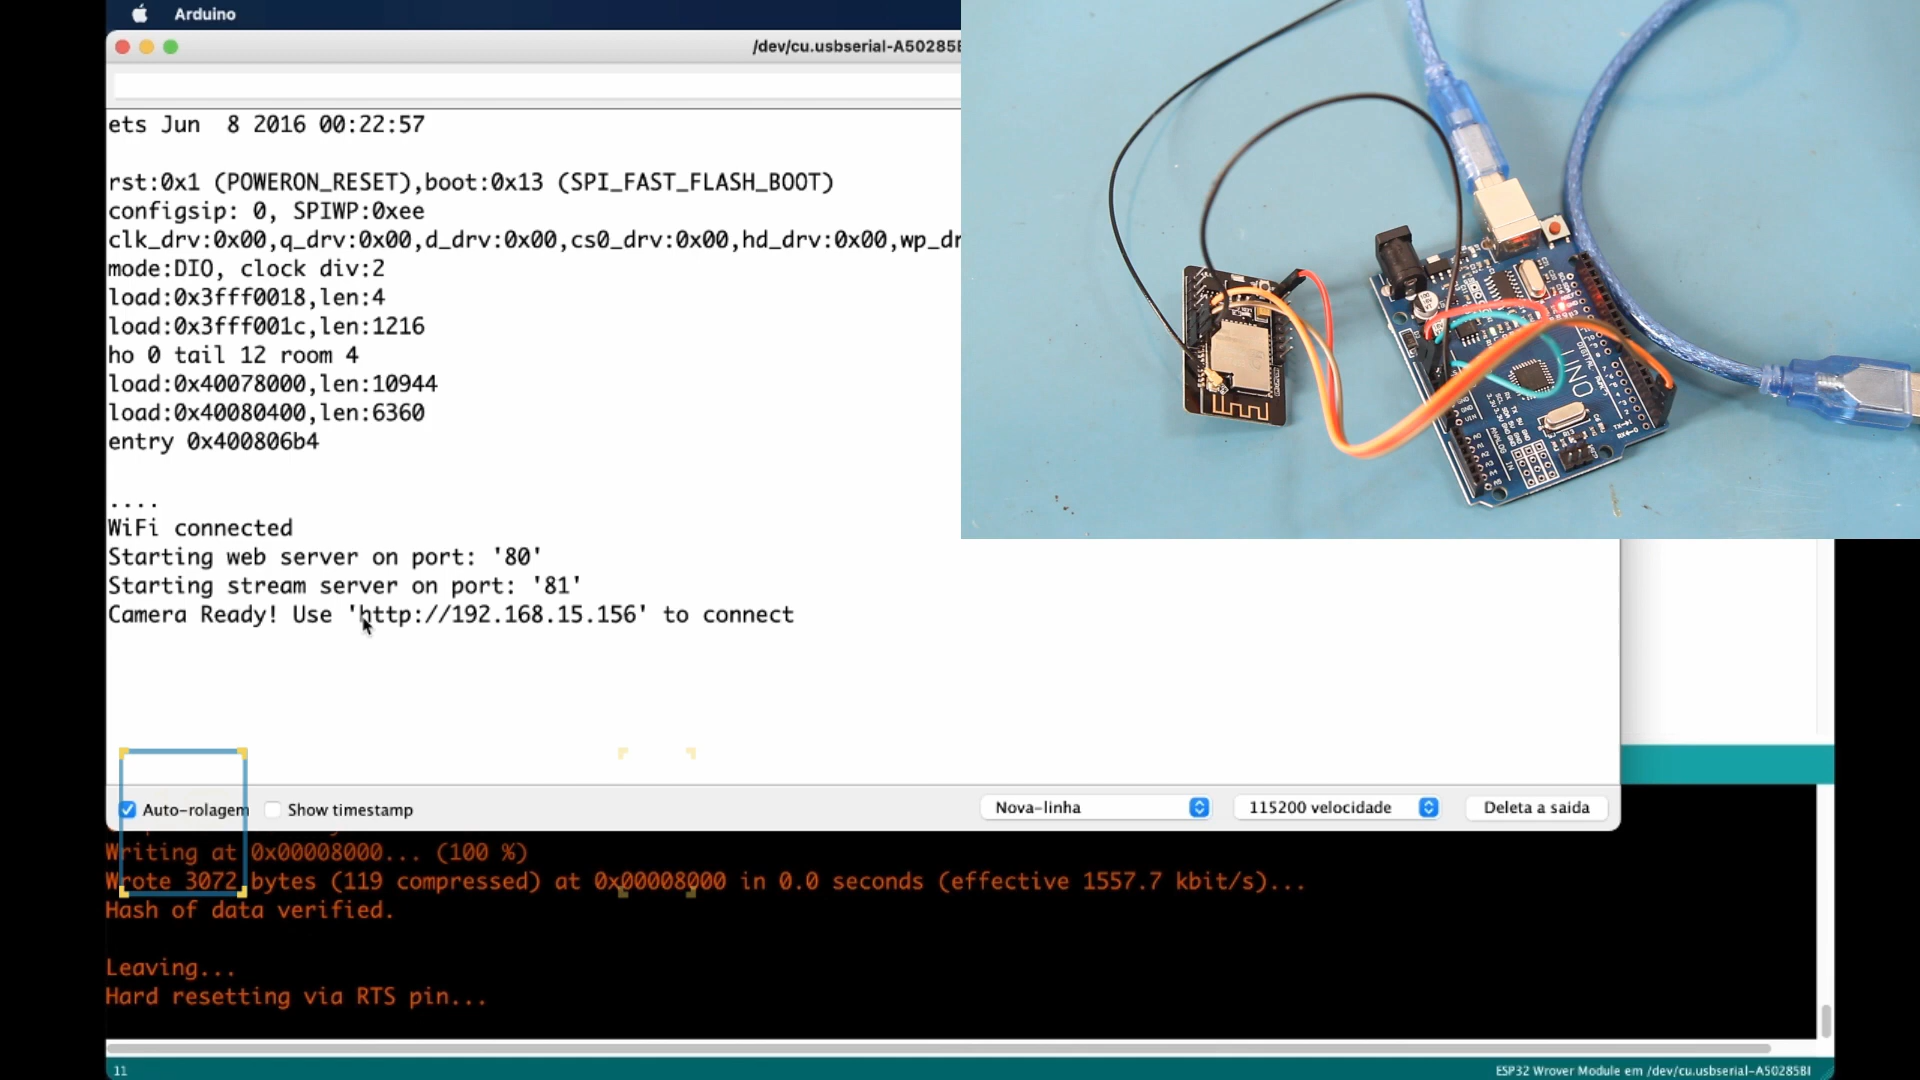 Arduino
/dev/cu.usbserial-A50285B
ets Jun  8 2016 00:22:57
rst:0x1 (POWERON_RESET),boot:0x13 (SPI_FAST_FLASH_BOOT)
configsip: 0, SPIWP:0xee
clk_drv:0x00,q_drv:0x00,d_drv:0x00,cs0_drv:0x00,hd_drv:0x00,wp_dr
mode:DIO, clock div:2
load:0x3fff0018,len:4
load:0x3fff001c,len:1216
ho 0 tail 12 room 4
load:0x40078000,len:10944
load:0x40080400,len:6360
entry 0x400806b4
....
WiFi connected
Starting web server on port: '80'
Starting stream server on port: '81'
Camera Ready! Use 'http://192.168.15.156' to connect
UNO
DIGITAL
ANALOG IN
Auto-rolagem
Show timestamp
Nova-linha
115200 velocidade
Deleta a saida
Writing at 0x00008000... (100 %)
Wrote 3072 bytes (119 compressed) at 0x00008000 in 0.0 seconds (effective 1557.7 kbit/s)...
Hash of data verified.
Leaving...
Hard resetting via RTS pin...
11
ESP32 Wrover Module em /dev/cu.usbserial-A50285BI